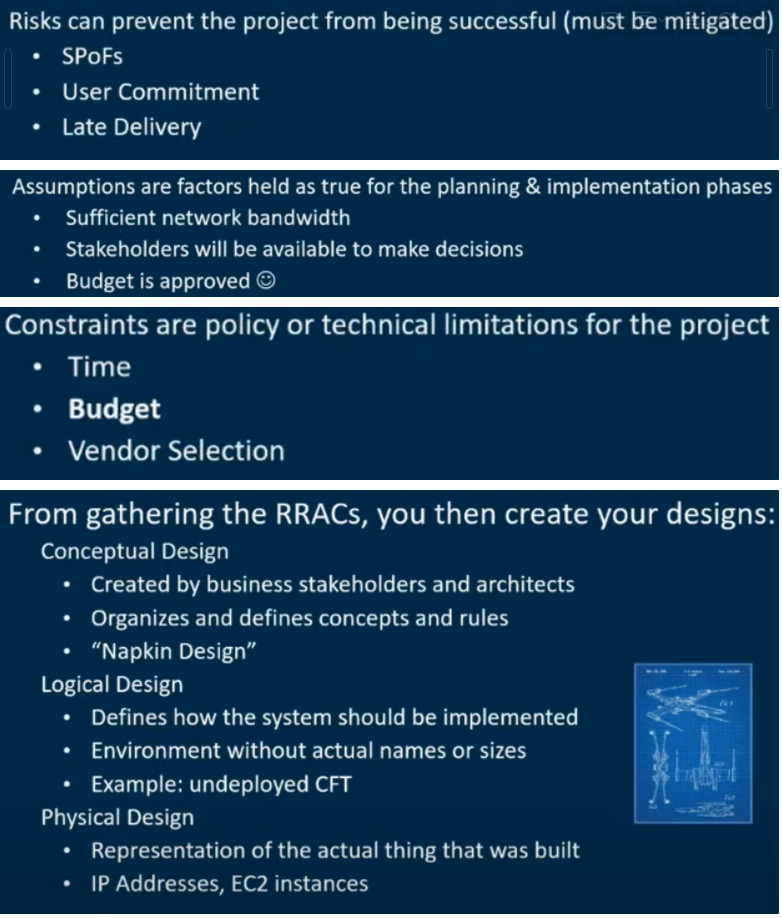 Risks can prevent the project from being successful (must be mitigated)
• SPoFs
• User Commitment
• Late Delivery
Assumptions are factors held as true for the planning & implementation phases
• Sufficient network bandwidth
• Stakeholders will be available to make decisions
• Budget is approved ☺
Constraints are policy or technical limitations for the project
• Time
• Budget
• Vendor Selection
From gathering the RRACs, you then create your designs:
Conceptual Design
• Created by business stakeholders and architects
• Organizes and defines concepts and rules
• “Napkin Design”
Logical Design
• Defines how the system should be implemented
• Environment without actual names or sizes
• Example: undeployed CFT
Physical Design
• Representation of the actual thing that was built
• IP Addresses, EC2 instances